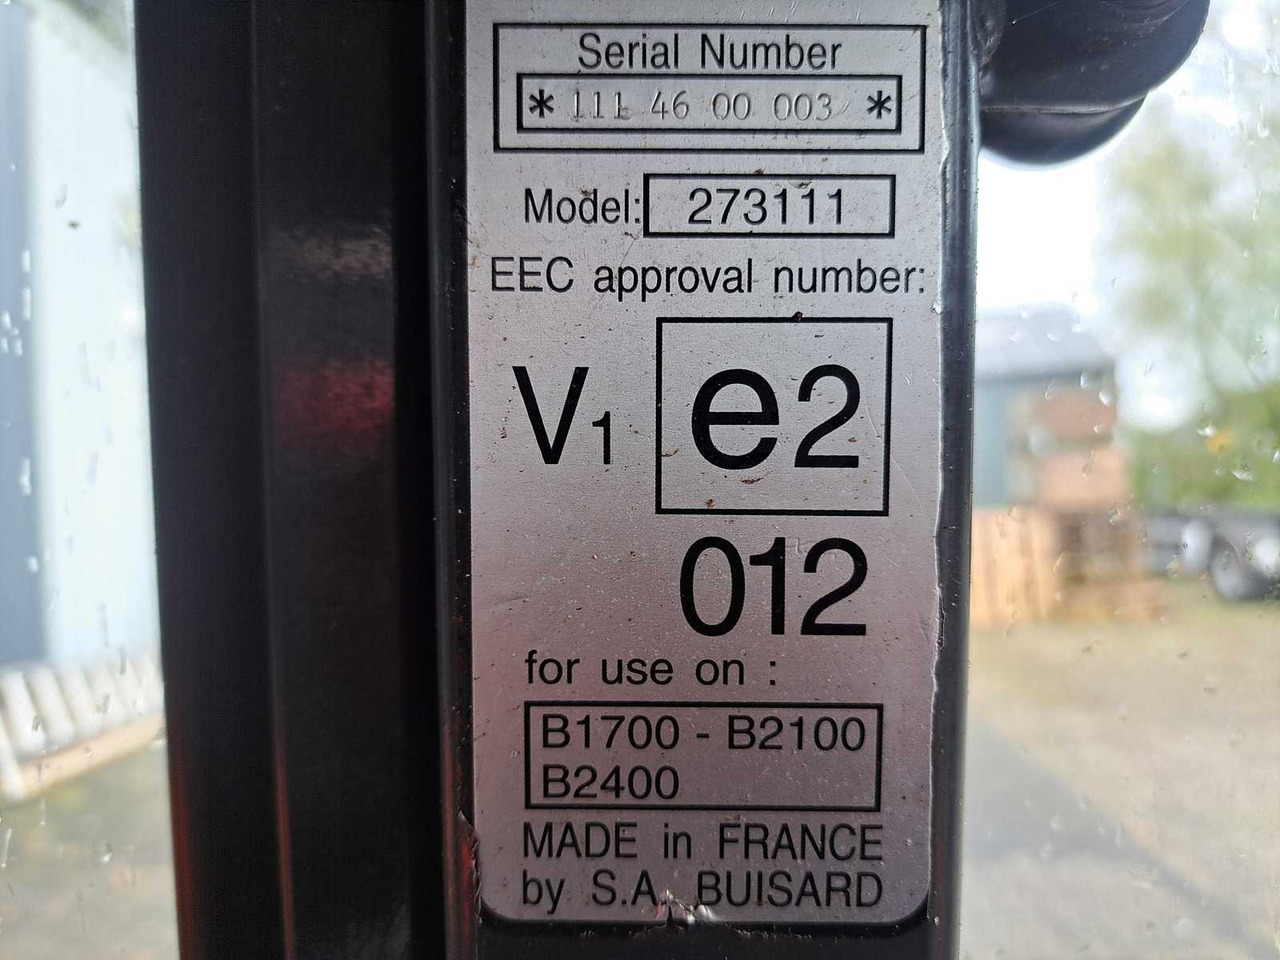 Serial Number
* 111 46 00 003 *
Model: 273111
EEC approval number:
V1 e2
012
for use on :
B1700 - B2100
B2400
MADE in FRANCE
by S.A. BUISARD